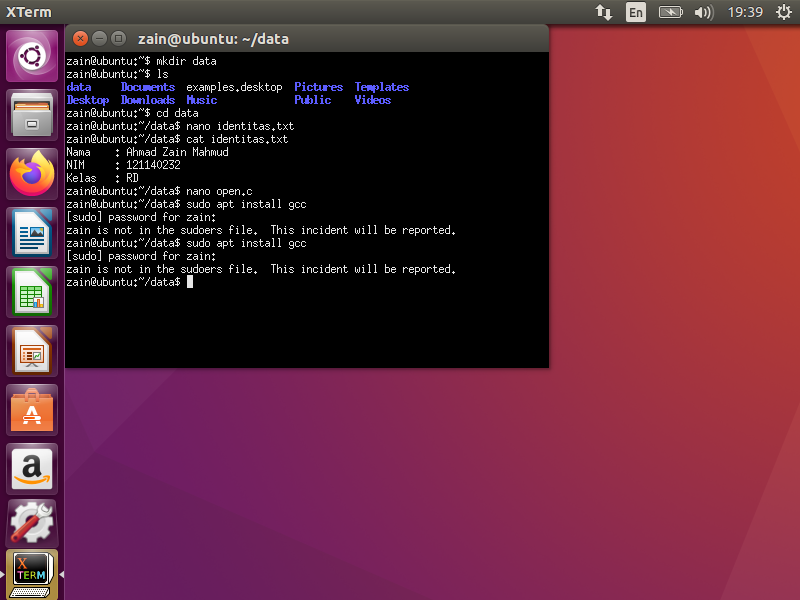 XTerm
En
19:39
zain@ubuntu: ~/data
zain@ubuntu:~$ mkdir data
zain@ubuntu:~$ ls
data Documents examples.desktop Pictures Templates
Desktop Downloads Music Public Videos
zain@ubuntu:~$ cd data
zain@ubuntu:~/data$ nano identitas.txt
zain@ubuntu:~/data$ cat identitas.txt
Nama : Ahmad Zain Mahmud
NIM : 121140232
Kelas : RD
zain@ubuntu:~/data$ nano open.c
zain@ubuntu:~/data$ sudo apt install gcc
[sudo] password for zain:
zain is not in the sudoers file. This incident will be reported.
zain@ubuntu:~/data$ sudo apt install gcc
[sudo] password for zain:
zain is not in the sudoers file. This incident will be reported.
zain@ubuntu:~/data$
A
a
X
TERM